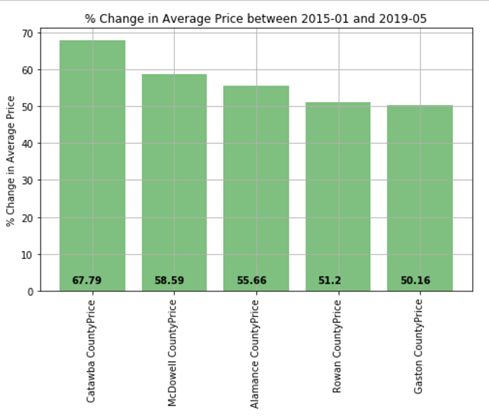 % Change in Average Price between 2015-01 and 2019-05
% Change in Average Price
70
60
50
40
30
20
10
0
67.79
58.59
55.66
51.2
50.16
Catawba CountyPrice
McDowell CountyPrice
Alamance CountyPrice
Rowan CountyPrice
Gaston CountyPrice